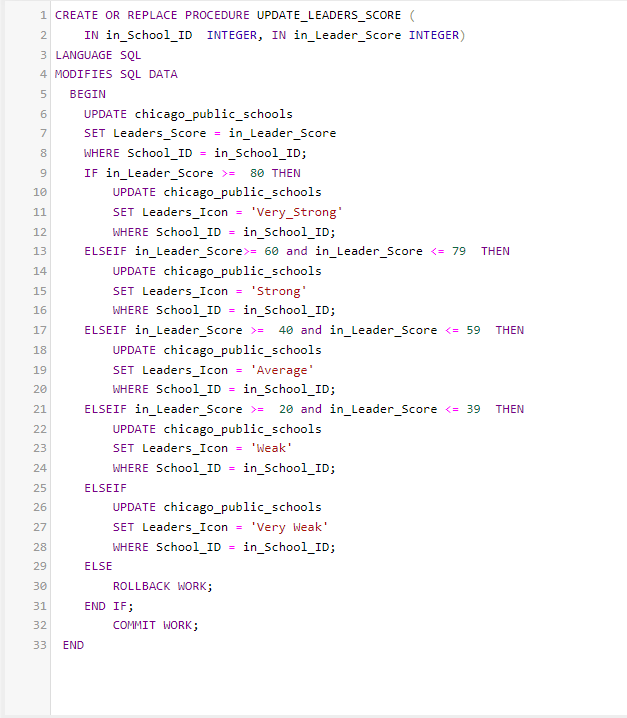 1 CREATE OR REPLACE PROCEDURE UPDATE_LEADERS_SCORE (
2 IN in_School_ID  INTEGER, IN in_Leader_Score INTEGER)
3 LANGUAGE SQL
4 MODIFIES SQL DATA
5 BEGIN
6 UPDATE chicago_public_schools
7 SET Leaders_Score = in_Leader_Score
8 WHERE School_ID = in_School_ID;
9 IF in_Leader_Score >=  80 THEN
10 UPDATE chicago_public_schools
11 SET Leaders_Icon = 'Very_Strong'
12 WHERE School_ID = in_School_ID;
13 ELSEIF in_Leader_Score>= 60 and in_Leader_Score <= 79  THEN
14 UPDATE chicago_public_schools
15 SET Leaders_Icon = 'Strong'
16 WHERE School_ID = in_School_ID;
17 ELSEIF in_Leader_Score >=  40 and in_Leader_Score <= 59  THEN
18 UPDATE chicago_public_schools
19 SET Leaders_Icon = 'Average'
20 WHERE School_ID = in_School_ID;
21 ELSEIF in_Leader_Score >=  20 and in_Leader_Score <= 39  THEN
22 UPDATE chicago_public_schools
23 SET Leaders_Icon = 'Weak'
24 WHERE School_ID = in_School_ID;
25 ELSEIF
26 UPDATE chicago_public_schools
27 SET Leaders_Icon = 'Very Weak'
28 WHERE School_ID = in_School_ID;
29 ELSE
30 ROLLBACK WORK;
31 END IF;
32 COMMIT WORK;
33 END